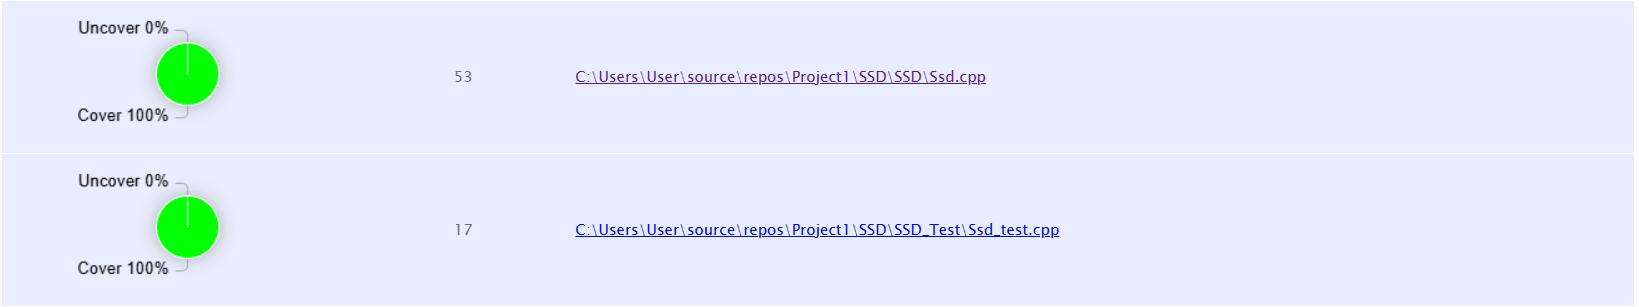 Uncover 0%
53 C:\Users\User\source\repos\Project1\SSD\SSD\Ssd.cpp
Cover 100%
Uncover 0%
17 C:\Users\User\source\repos\Project1\SSD\SSD_Test\Ssd_test.cpp
Cover 100%